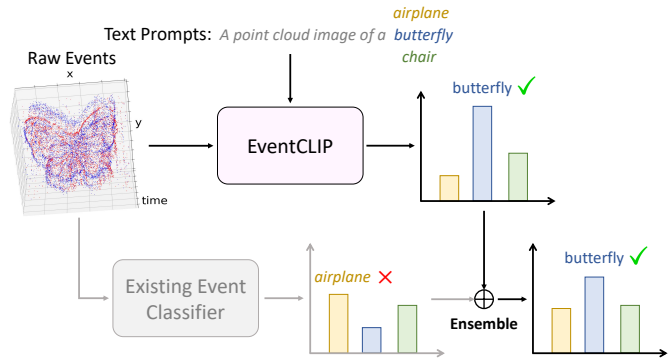 airplane
Text Prompts: A point cloud image of a butterfly
chair
Raw Events
x
y
time
EventCLIP
butterfly
Existing Event
Classifier
airplane
Ensemble
butterfly